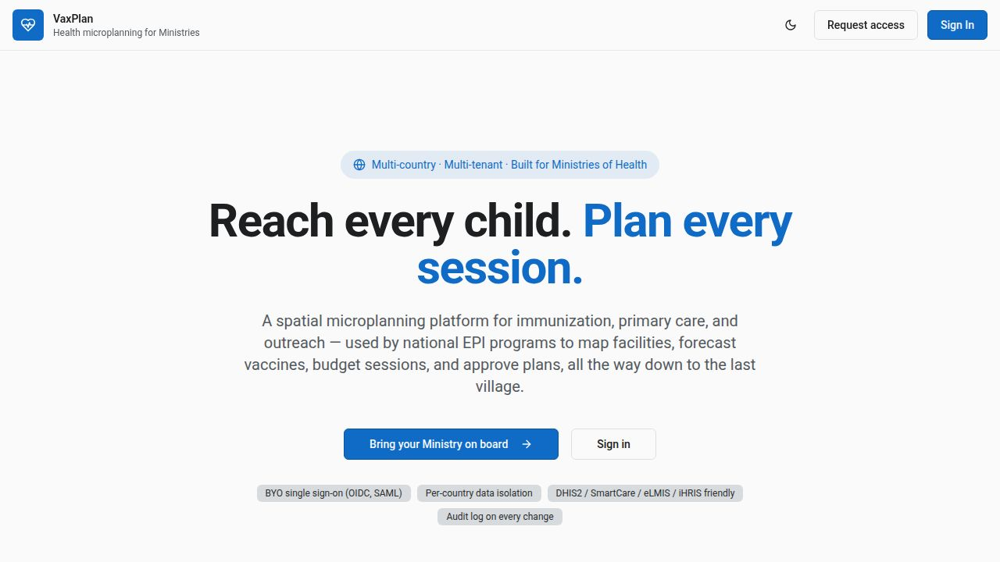 VaxPlan
Health microplanning for Ministries
Request access
Sign In
Multi-country · Multi-tenant · Built for Ministries of Health
Reach every child. Plan every
session.
A spatial microplanning platform for immunization, primary care, and
outreach — used by national EPI programs to map facilities, forecast
vaccines, budget sessions, and approve plans, all the way down to the last
village.
Bring your Ministry on board
Sign in
BYO single sign-on (OIDC, SAML)
Per-country data isolation
DHIS2 / SmartCare / eLMIS / iHRIS friendly
Audit log on every change